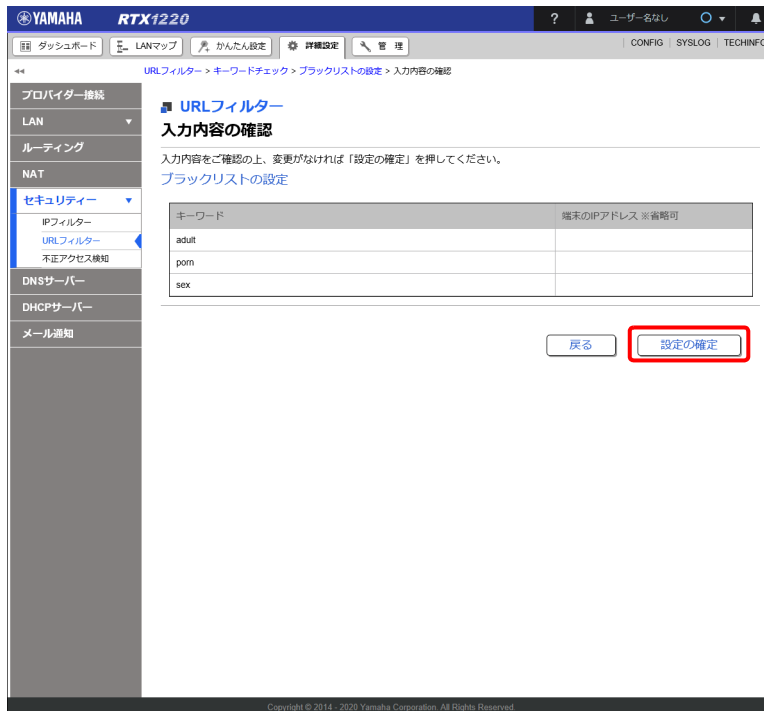 YAMAHA RTX1220 ? ユーザー名なし
ダッシュボード LANマップ かんたん設定 詳細設定 管 理 CONFIG SYSLOG TECHINFO
URLフィルター > キーワードチェック > ブラックリストの設定 > 入力内容の確認
プロバイダー接続
LAN
ルーティング
NAT
セキュリティー
IPフィルター
URLフィルター
不正アクセス検知
DNSサーバー
DHCPサーバー
メール通知
URLフィルター
入力内容の確認
入力内容をご確認の上、変更がなければ「設定の確定」を押してください。
ブラックリストの設定
キーワード 端末のIPアドレス ※省略可
adult
porn
sex
戻る 設定の確定
Copyright © 2014 - 2020 Yamaha Corporation. All Rights Reserved.